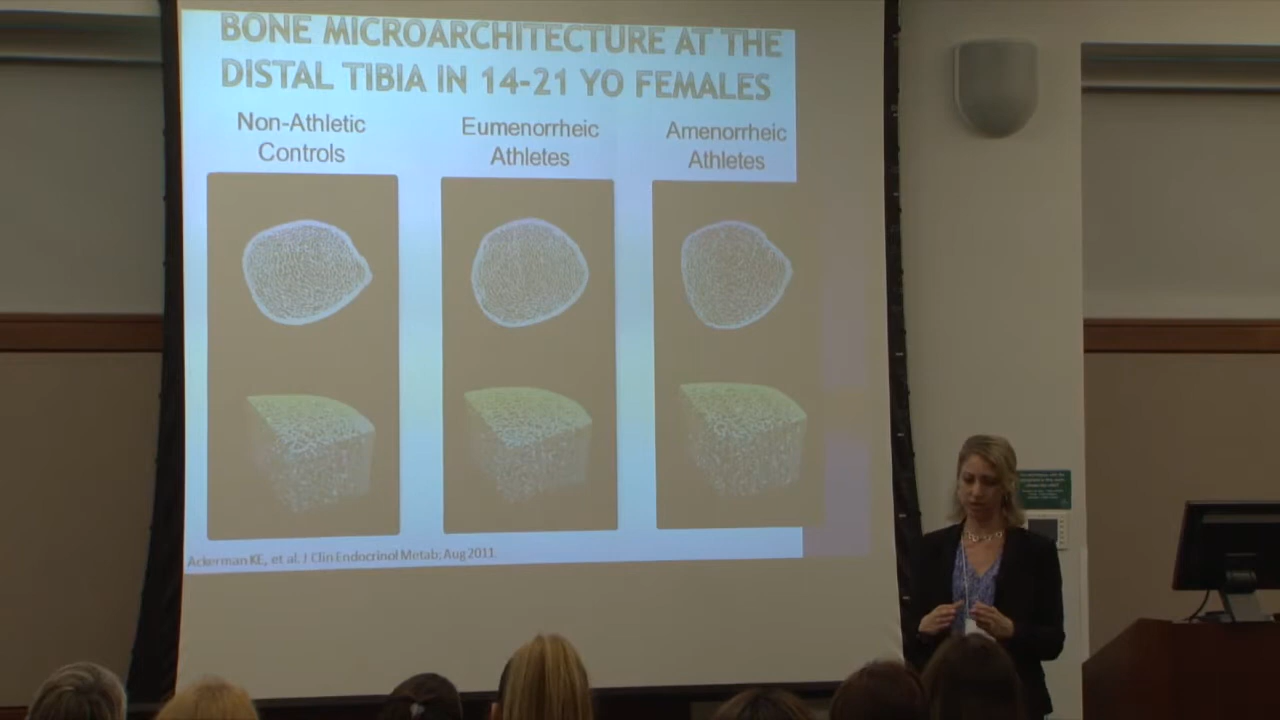 BONE MICROARCHITECTURE AT THE
DISTAL TIBIA IN 14-21 YO FEMALES
Non-Athletic
Controls
Eumenorrheic
Athletes
Amenorrheic
Athletes
Ackerman KE, et al. J Clin Endocrinol Metab; Aug 2011